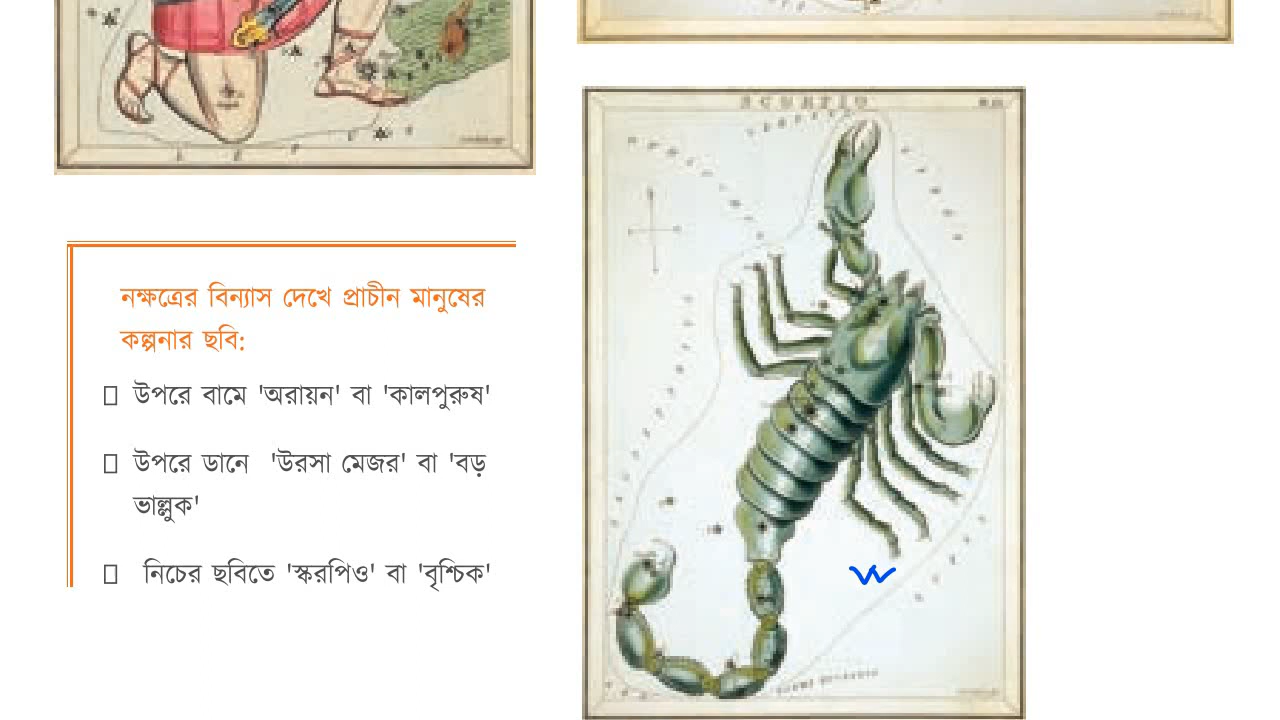 SCORPIO
নক্ষত্রের বিন্যাস দেখে প্রাচীন মানুষের
কল্পনার ছবি:
উপরে বামে 'অরায়ন' বা 'কালপুরুষ'
উপরে ডানে 'উরসা মেজর' বা 'বড়
ভাল্লুক'
নিচের ছবিতে 'স্করপিও' বা 'বৃশ্চিক'